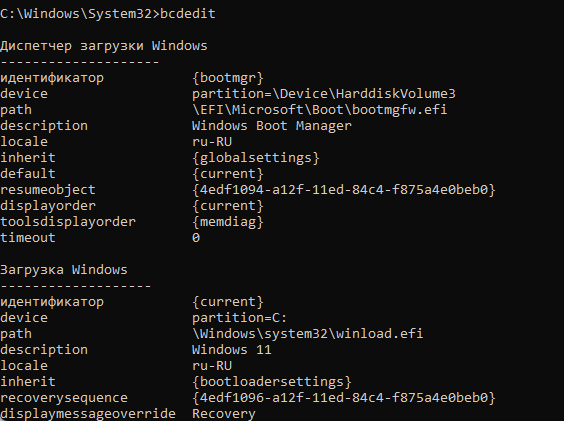 C:\Windows\System32>bcdedit
Диспетчер загрузки Windows
--------------------
идентификатор {bootmgr}
device partition=\Device\HarddiskVolume3
path \EFI\Microsoft\Boot\bootmgfw.efi
description Windows Boot Manager
locale ru-RU
inherit {globalsettings}
default {current}
resumeobject {4edf1094-a12f-11ed-84c4-f875a4e0beb0}
displayorder {current}
toolsdisplayorder {memdiag}
timeout 0
Загрузка Windows
-------------------
идентификатор {current}
device partition=C:
path \Windows\system32\winload.efi
description Windows 11
locale ru-RU
inherit {bootloadersettings}
recoverysequence {4edf1096-a12f-11ed-84c4-f875a4e0beb0}
displaymessageoverride Recovery